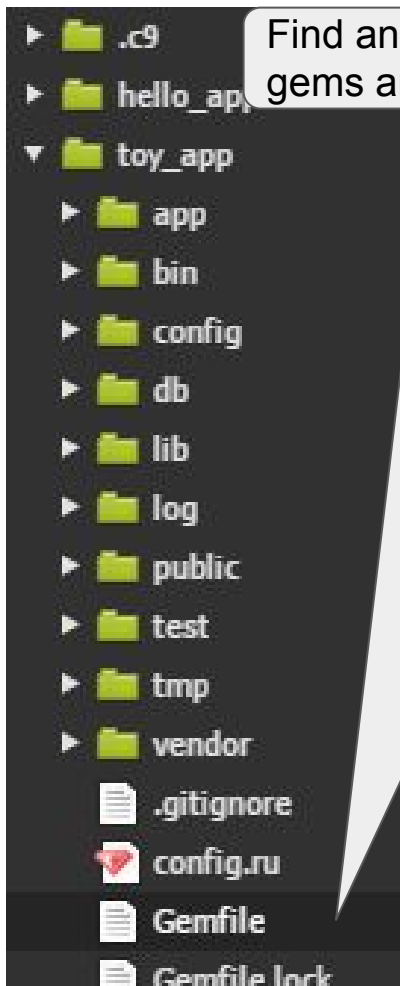 .c9
Find an
gems a
hello_ap
toy_app
app
bin
config
db
lib
log
public
test
tmp
vendor
.gitignore
config.ru
Gemfile
Gemfile.lock